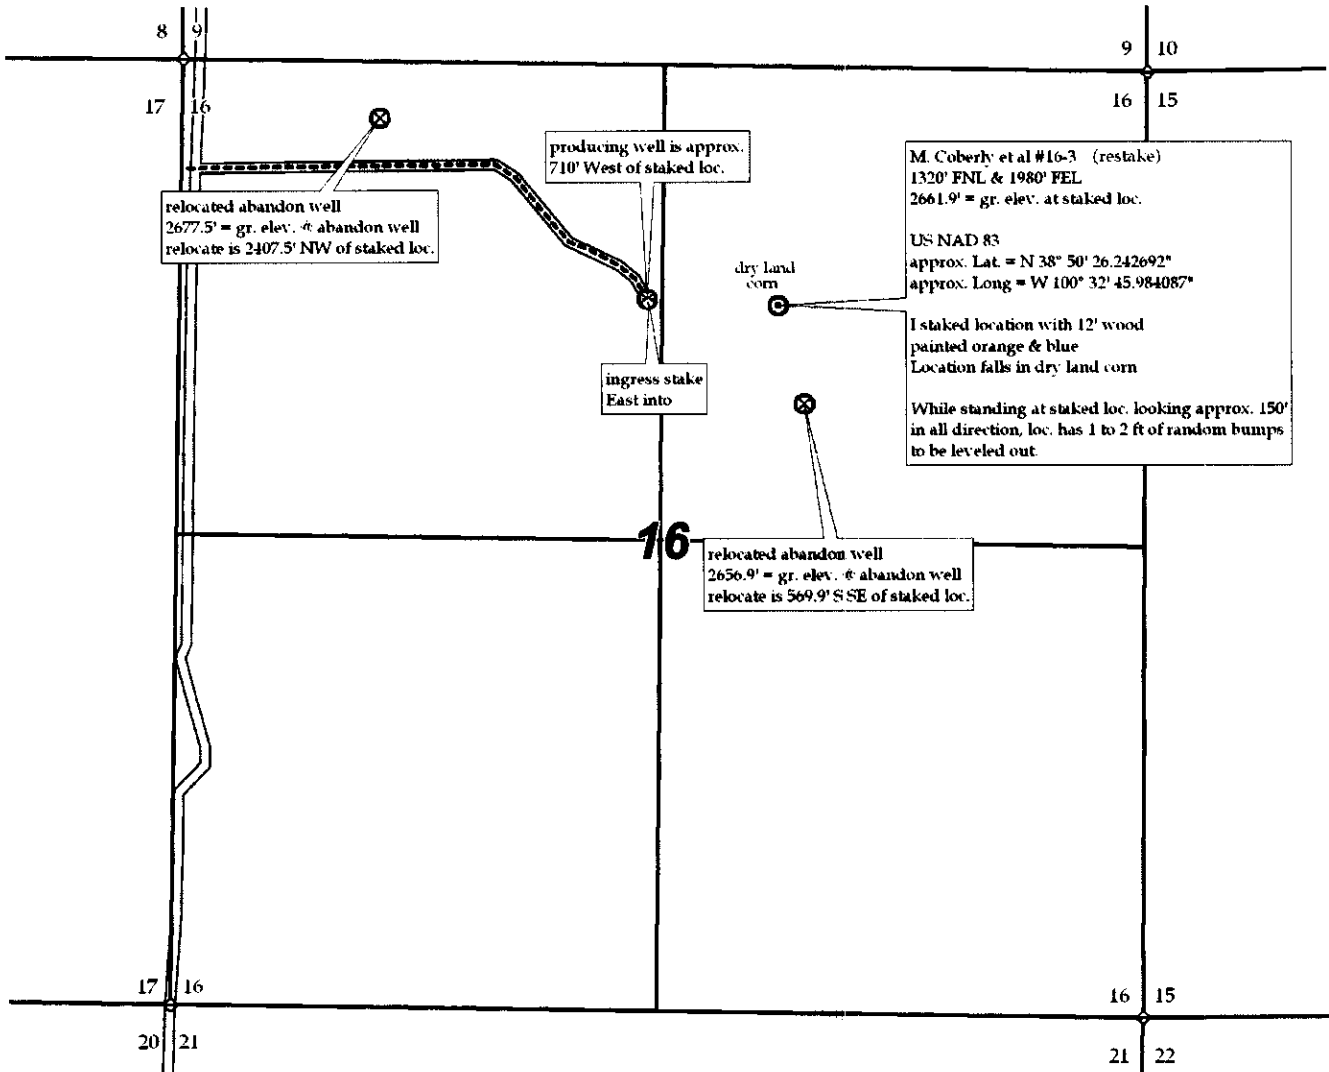 8 9
9 10
17 16
16 15
producing well is approx.
710' West of staked loc.
M. Coberly et al #16-3 (restake)
1320' FNL & 1980' FEL
2661.9' = gr. elev. at staked loc.
US NAD 83
approx. Lat. = N 38° 50' 26.242692"
approx. Long = W 100° 32' 45.984087"
I staked location with 12' wood
painted orange & blue
Location falls in dry land corn
While standing at staked loc. looking approx. 150'
in all direction, loc. has 1 to 2 ft of random bumps
to be leveled out.
relocated abandon well
2677.5' = gr. elev. @ abandon well
relocate is 2407.5' NW of staked loc.
dry land
corn
ingress stake
East into
16
relocated abandon well
2656.9' = gr. elev. @ abandon well
relocate is 569.9' S SE of staked loc.
17 16
16 15
20 21
21 22